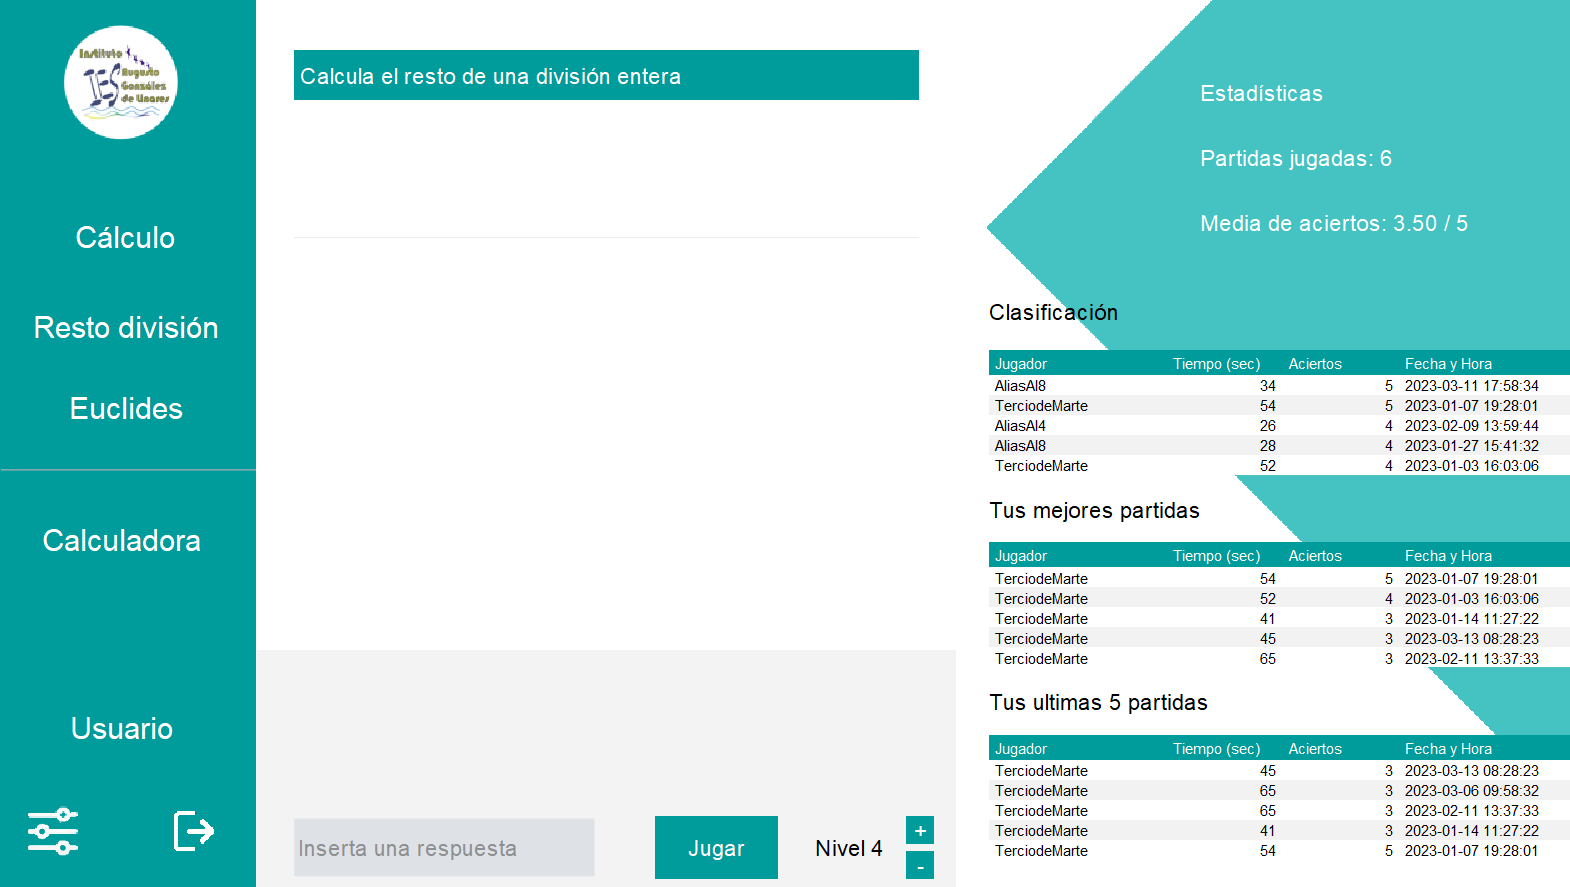 Instituto
IES Augusto
González
de Linares
Cálculo
Resto división
Euclides
Calculadora
Usuario
Calcula el resto de una división entera
Inserta una respuesta
Jugar
Nivel 4
+
-
Estadísticas
Partidas jugadas: 6
Media de aciertos: 3.50 / 5
Clasificación
Jugador Tiempo (sec) Aciertos Fecha y Hora
AliasAl8 34 5 2023-03-11 17:58:34
TerciodeMarte 54 5 2023-01-07 19:28:01
AliasAl4 26 4 2023-02-09 13:59:44
AliasAl8 28 4 2023-01-27 15:41:32
TerciodeMarte 52 4 2023-01-03 16:03:06
Tus mejores partidas
Jugador Tiempo (sec) Aciertos Fecha y Hora
TerciodeMarte 54 5 2023-01-07 19:28:01
TerciodeMarte 52 4 2023-01-03 16:03:06
TerciodeMarte 41 3 2023-01-14 11:27:22
TerciodeMarte 45 3 2023-03-13 08:28:23
TerciodeMarte 65 3 2023-02-11 13:37:33
Tus ultimas 5 partidas
Jugador Tiempo (sec) Aciertos Fecha y Hora
TerciodeMarte 45 3 2023-03-13 08:28:23
TerciodeMarte 65 3 2023-03-06 09:58:32
TerciodeMarte 65 3 2023-02-11 13:37:33
TerciodeMarte 41 3 2023-01-14 11:27:22
TerciodeMarte 54 5 2023-01-07 19:28:01